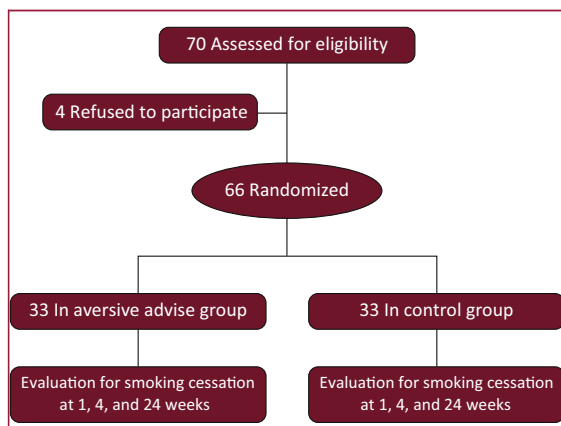 70 Assessed for eligibility
4 Refused to participate
66 Randomized
33 In aversive advise group
33 In control group
Evaluation for smoking cessation
at 1, 4, and 24 weeks
Evaluation for smoking cessation
at 1, 4, and 24 weeks